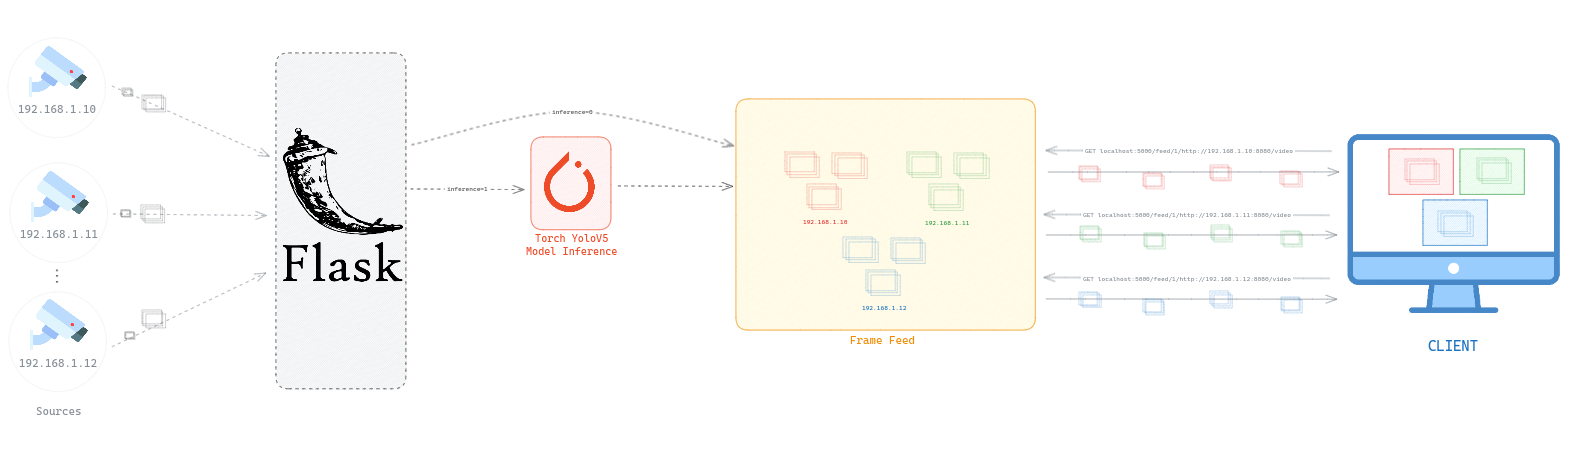 192.168.1.10
192.168.1.11
192.168.1.12
Sources
Flask
inference=0
inference=1
Torch YoloV5
Model Inference
192.168.1.10
192.168.1.11
192.168.1.12
Frame Feed
GET localhost:5000/feed/1/http://192.168.1.10:8080/video
GET localhost:5000/feed/1/http://192.168.1.11:8080/video
GET localhost:5000/feed/1/http://192.168.1.12:8080/video
CLIENT